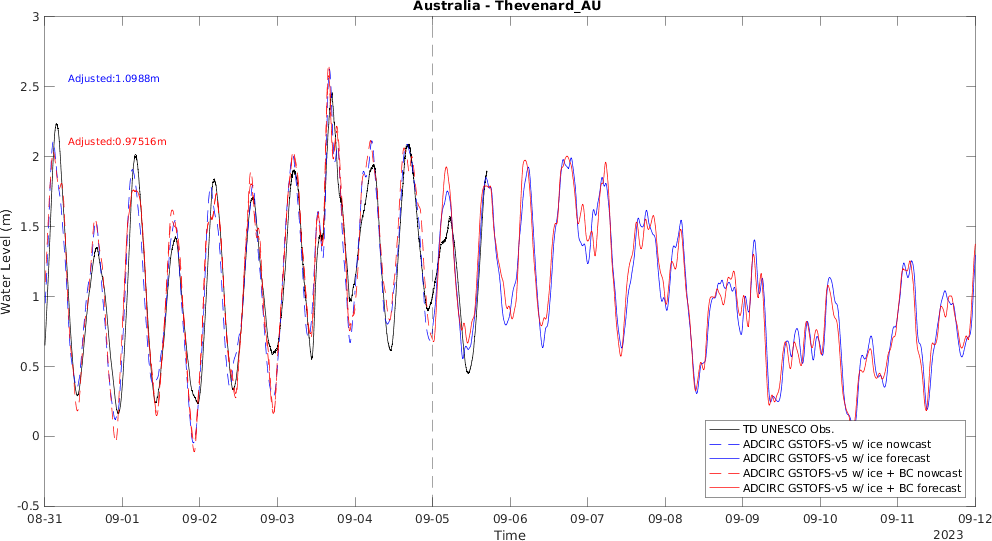 Australia - Thevenard_AU
3
2.5
2
1.5
1
0.5
0
-0.5
Water Level (m)
Adjusted:1.0988m
Adjusted:0.97516m
TD UNESCO Obs.
ADCIRC GSTOFS-v5 w/ ice nowcast
ADCIRC GSTOFS-v5 w/ ice forecast
ADCIRC GSTOFS-v5 w/ ice + BC nowcast
ADCIRC GSTOFS-v5 w/ ice + BC forecast
08-31 09-01 09-02 09-03 09-04 09-05 09-06 09-07 09-08 09-09 09-10 09-11 09-12
Time
2023